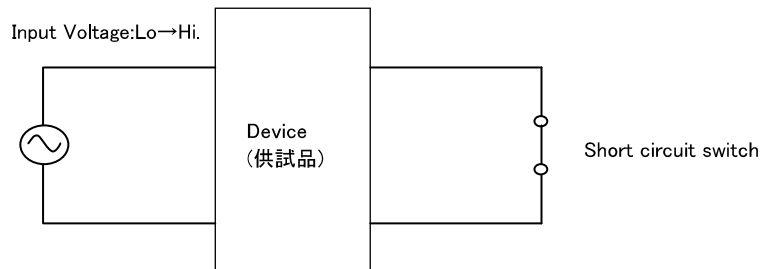 Input Voltage:Lo→Hi.
Device
(供試品)
Short circuit switch